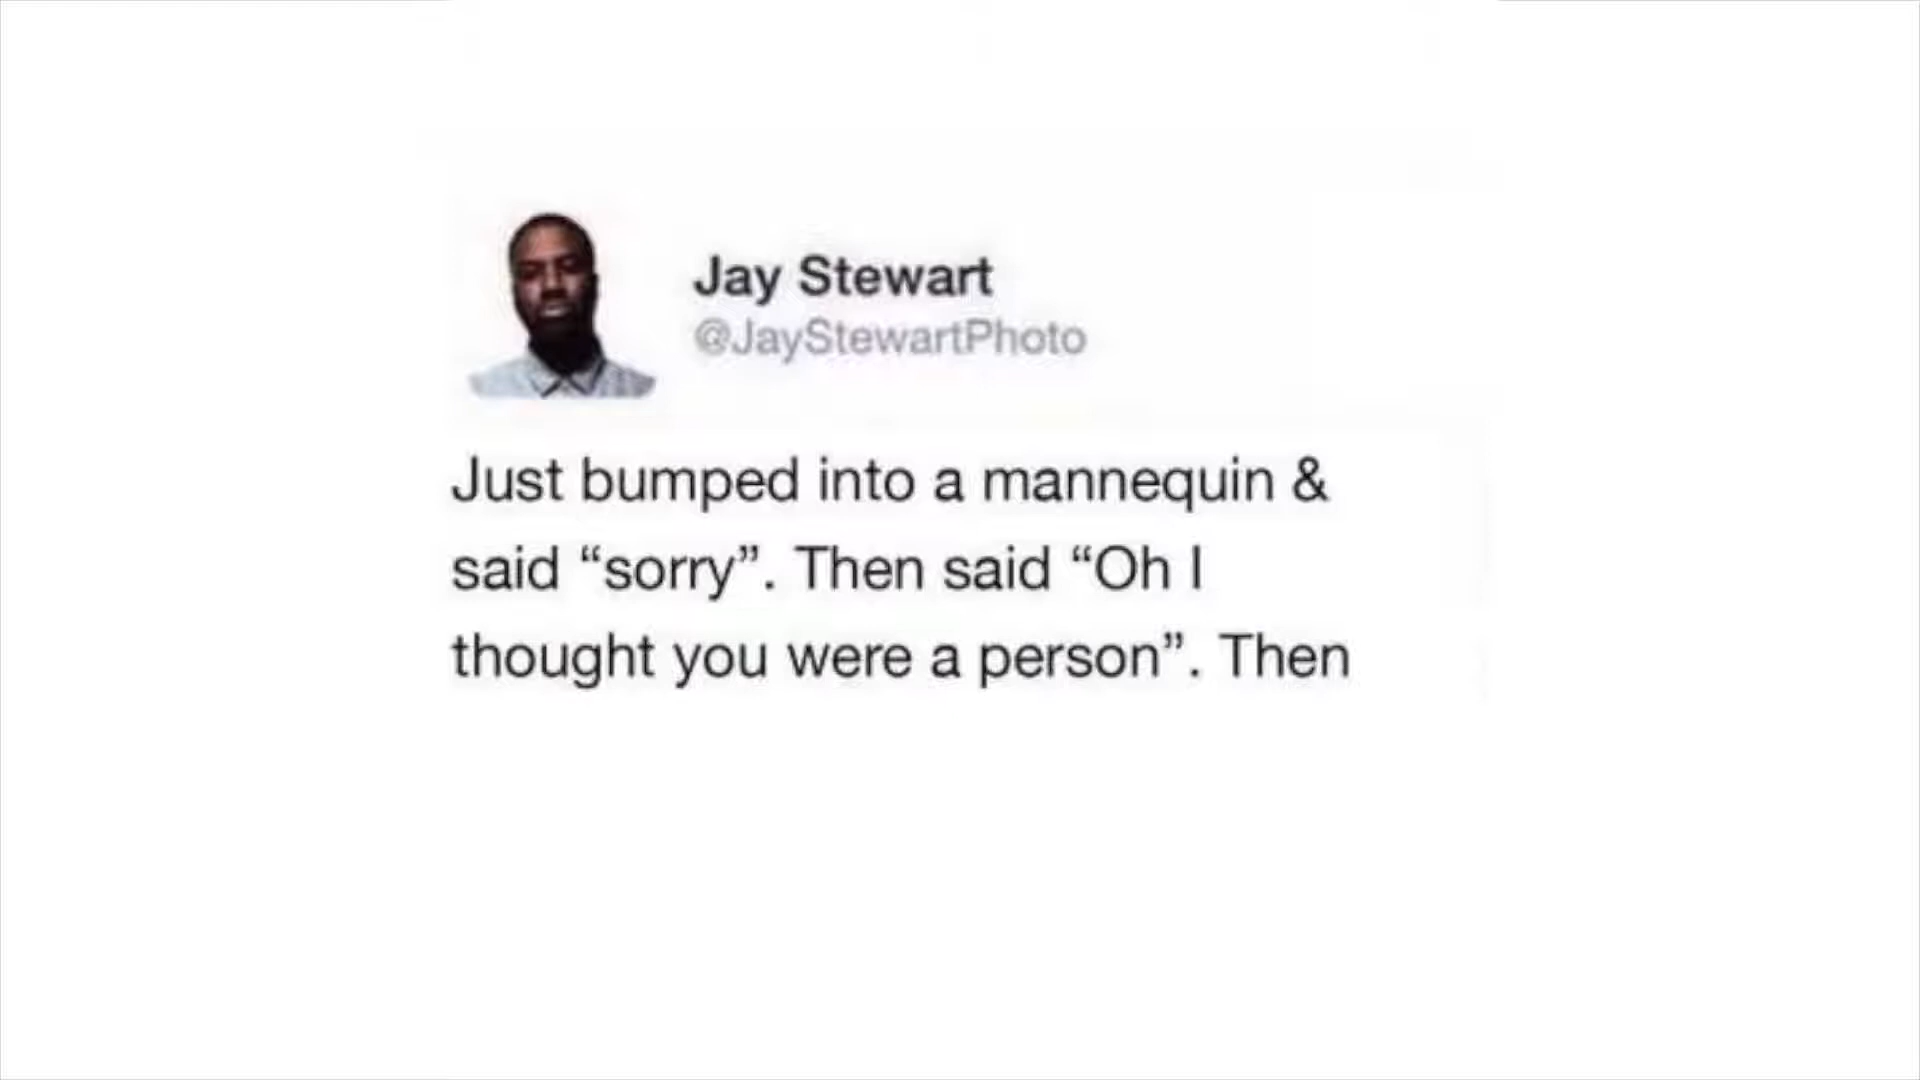 Jay Stewart
@JayStewartPhoto
Just bumped into a mannequin &
said “sorry”. Then said “Oh I
thought you were a person”. Then